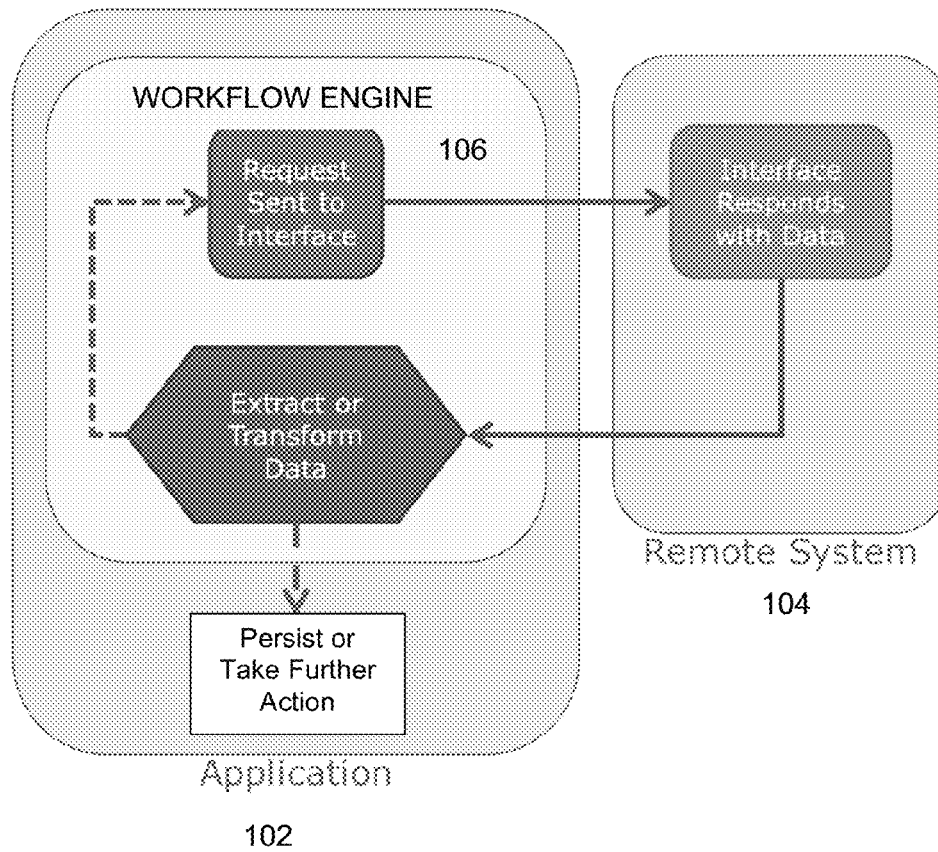 WORKFLOW ENGINE
106
Request
Sent to
Interface
Interface
Responds
with Data
Extract or
Transform
Data
Remote System
104
Persist or
Take Further
Action
Application
102